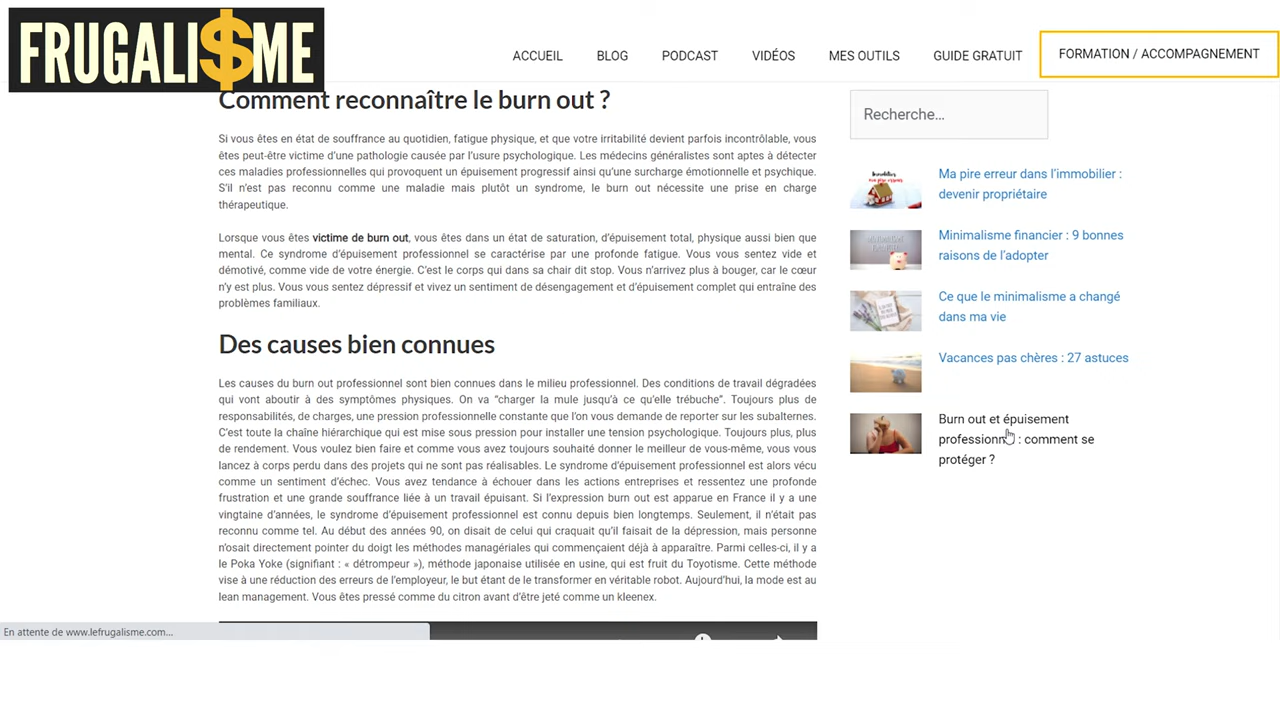 FRUGALI$ME
ACCUEIL
BLOG
PODCAST
VIDÉOS
MES OUTILS
GUIDE GRATUIT
FORMATION / ACCOMPAGNEMENT
Comment reconnaître le burn out ?
Si vous êtes en état de souffrance au quotidien, fatigue physique, et que votre irritabilité devient parfois incontrôlable, vous
êtes peut-être victime d’une pathologie causée par l’usure psychologique. Les médecins généralistes sont aptes à détecter
ces maladies professionnelles qui provoquent un épuisement progressif ainsi qu’une surcharge émotionnelle et psychique.
S’il n’est pas reconnu comme une maladie mais plutôt un syndrome, le burn out nécessite une prise en charge
thérapeutique.
Lorsque vous êtes victime de burn out, vous êtes dans un état de saturation, d’épuisement total, physique aussi bien que
mental. Ce syndrome d’épuisement professionnel se caractérise par une profonde fatigue. Vous vous sentez vide et
démotivé, comme vide de votre énergie. C’est le corps qui dans sa chair dit stop. Vous n’arrivez plus à bouger, car le cœur
n’y est plus. Vous vous sentez dépressif et vivez un sentiment de désengagement et d’épuisement complet qui entraîne des
problèmes familiaux.
Des causes bien connues
Les causes du burn out professionnel sont bien connues dans le milieu professionnel. Des conditions de travail dégradées
qui vont aboutir à des symptômes physiques. On va “charger la mule jusqu’à ce qu’elle trébuche”. Toujours plus de
responsabilités, de charges, une pression professionnelle constante que l’on vous demande de reporter sur les subalternes.
C’est toute la chaîne hiérarchique qui est mise sous pression pour installer une tension psychologique. Toujours plus, plus
de rendement. Vous voulez bien faire et comme vous avez toujours souhaité donner le meilleur de vous-même, vous vous
lancez à corps perdu dans des projets qui ne sont pas réalisables. Le syndrome d’épuisement professionnel est alors vécu
comme un sentiment d’échec. Vous avez tendance à échouer dans les actions entreprises et ressentez une profonde
frustration et une grande souffrance liée à un travail épuisant. Si l’expression burn out est apparue en France il y a une
vingtaine d’années, le syndrome d’épuisement professionnel est connu depuis bien longtemps. Seulement, il n’était pas
reconnu comme tel. Au début des années 90, on disait de celui qui craquait qu’il faisait de la dépression, mais personne
n’osait directement pointer du doigt les méthodes managériales qui commençaient déjà à apparaître. Parmi celles-ci, il y a
le Poka Yoke (signifiant : « détrompeur »), méthode japonaise utilisée en usine, qui est fruit du Toyotisme. Cette méthode
vise à une réduction des erreurs de l’employeur, le but étant de le transformer en véritable robot. Aujourd’hui, la mode est au
lean management. Vous êtes pressé comme du citron avant d’être jeté comme un kleenex.
Recherche...
Ma pire erreur dans l’immobilier :
devenir propriétaire
Minimalisme financier : 9 bonnes
raisons de l’adopter
Ce que le minimalisme a changé
dans ma vie
Vacances pas chères : 27 astuces
Burn out et épuisement
professionnel : comment se
protéger ?
En attente de www.lefrugalisme.com...